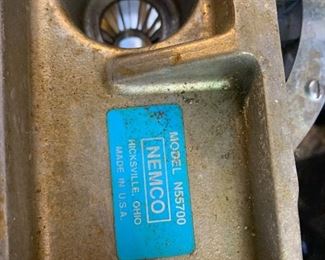 MODEL N55700
NEMCO
HICKSVILLE, OHIO
MADE IN U.S.A.